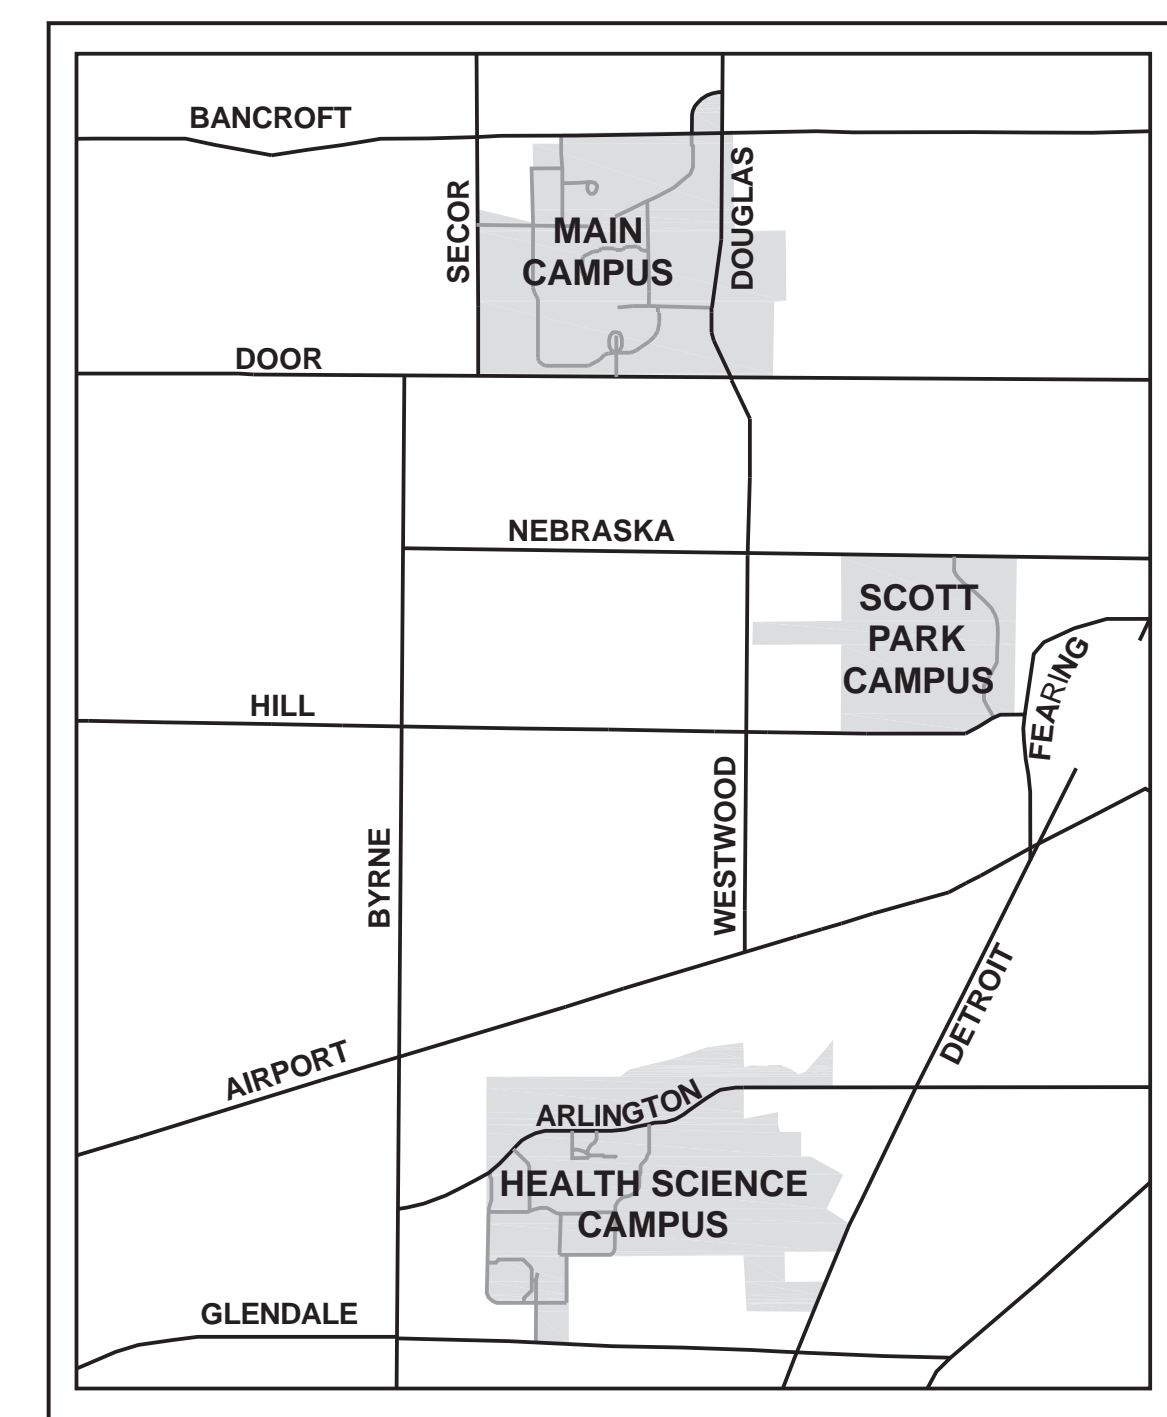 BANCROFT
SECOR
DOUGLAS
MAIN
CAMPUS
DOOR
NEBRASKA
SCOTT
PARK
CAMPUS
FEARING
HILL
WESTWOOD
BYRNE
DETROIT
AIRPORT
ARLINGTON
HEALTH SCIENCE
CAMPUS
GLENDALE